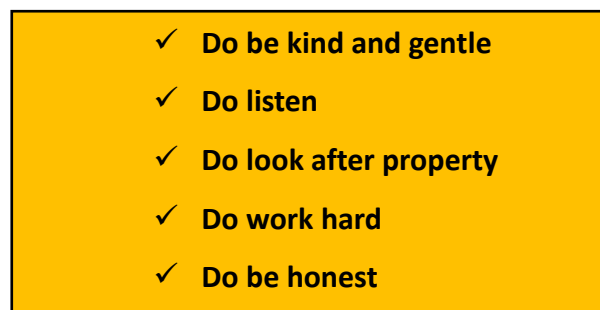 ✓ Do be kind and gentle
✓ Do listen
✓ Do look after property
✓ Do work hard
✓ Do be honest